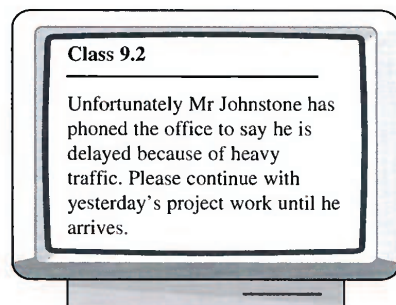 Class 9.2
Unfortunately Mr Johnstone has
phoned the office to say he is
delayed because of heavy
traffic. Please continue with
yesterday's project work until he
arrives.